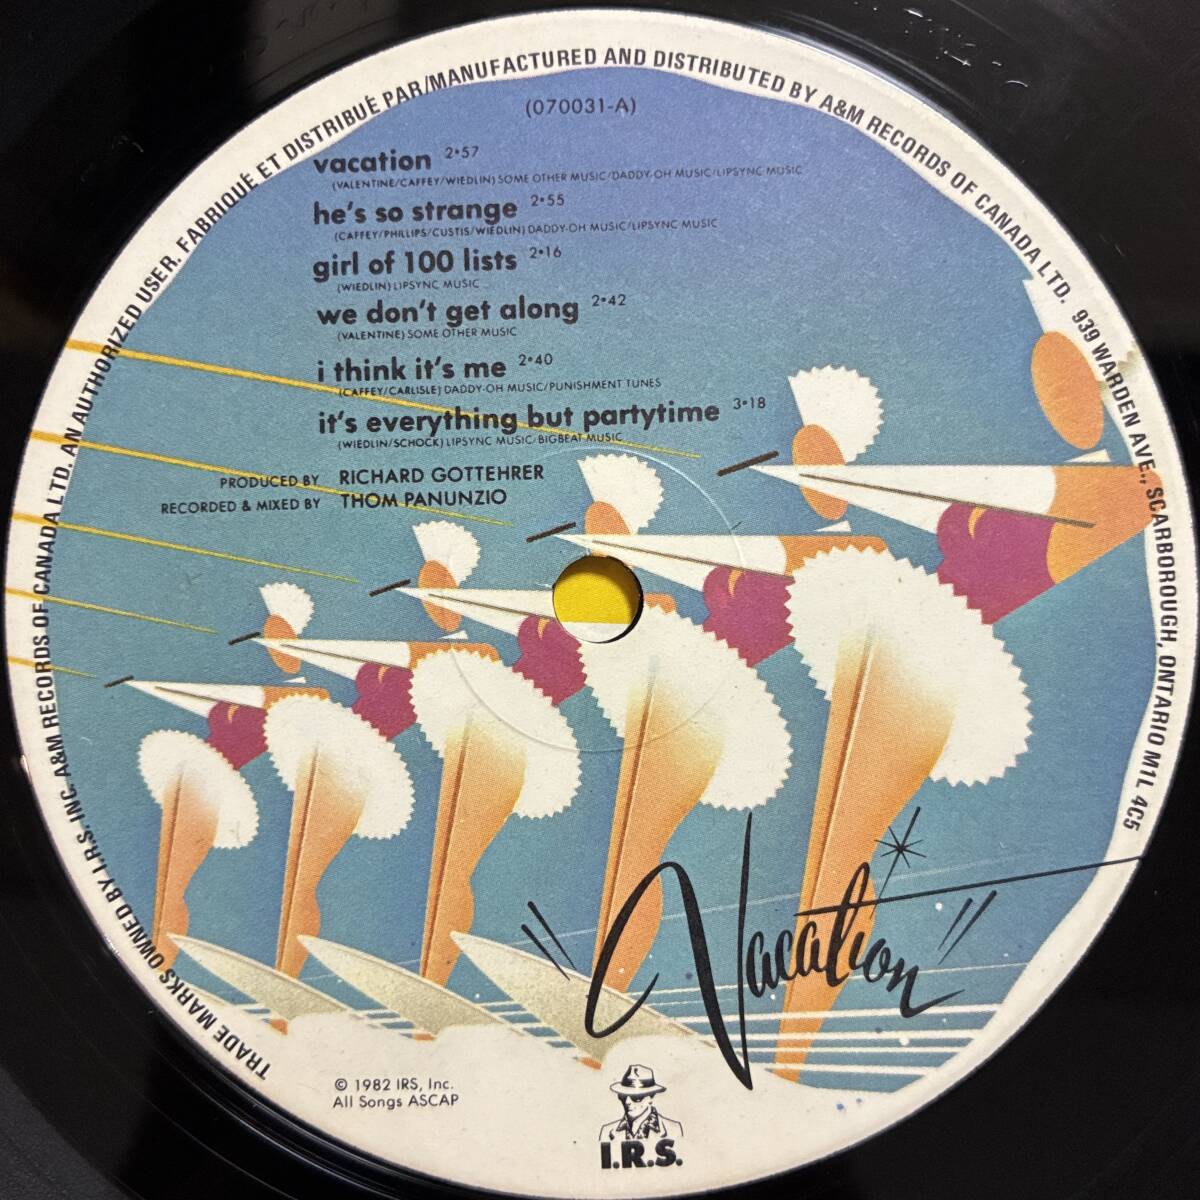 TRADE MARKS OWNED BY I.R.S. INC. A&M RECORDS OF CANADA LTD. AN AUTHORIZED USER. FABRIQUÉ ET DISTRIBUÉ PAR/MANUFACTURED AND DISTRIBUTED BY A&M RECORDS OF CANADA LTD. 939 WARDEN AVE., SCARBOROUGH, ONTARIO M1L 4C5
(070031-A)
vacation 2•57
(VALENTINE/CAFFEY/WIEDLIN) SOME OTHER MUSIC/DADDY-OH MUSIC/LIPSYNC MUSIC
he's so strange 2•55
(CAFFEY/PHILLIPS/CUSTIS/WIEDLIN) DADDY-OH MUSIC/LIPSYNC MUSIC
girl of 100 lists 2•16
(WIEDLIN) LIPSYNC MUSIC
we don't get along 2•42
(VALENTINE) SOME OTHER MUSIC
i think it's me 2•40
(CAFFEY/CARLISLE) DADDY-OH MUSIC/PUNISHMENT TUNES
it's everything but partytime 3•18
(WIEDLIN/SCHOCK) LIPSYNC MUSIC/BIGBEAT MUSIC
PRODUCED BY RICHARD GOTTEHRER
RECORDED & MIXED BY THOM PANUNZIO
"Vacation"
© 1982 IRS, Inc.
All Songs ASCAP
I.R.S.